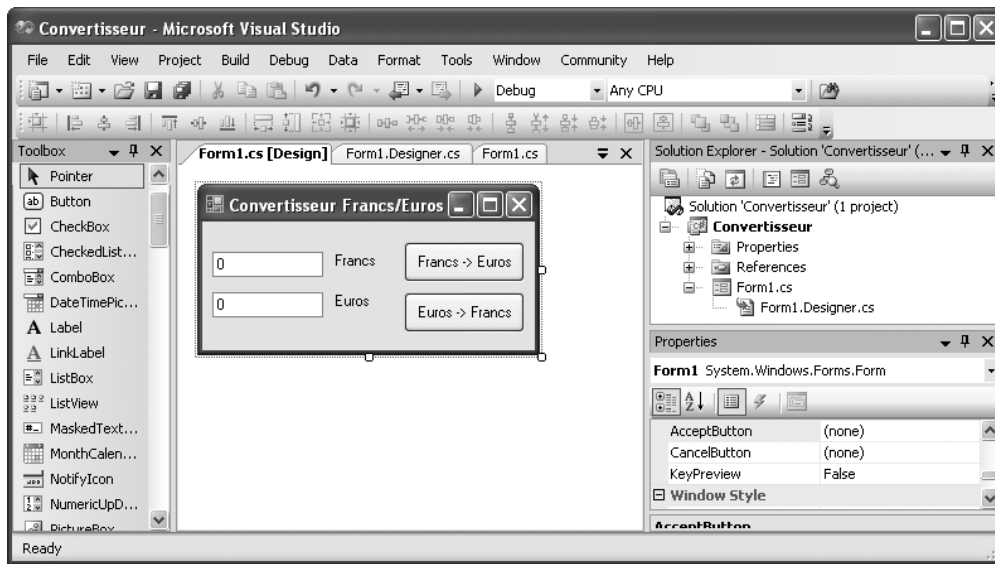 Convertisseur - Microsoft Visual Studio
File Edit View Project Build Debug Data Format Tools Window Community Help
Debug Any CPU
Toolbox
Pointer
Button
CheckBox
CheckedList...
ComboBox
DateTimePic...
Label
LinkLabel
ListBox
ListView
MaskedText...
MonthCalen...
NotifyIcon
NumericUpD...
PictureBox
Form1.cs [Design] Form1.Designer.cs Form1.cs
Convertisseur Francs/Euros
0 Francs Francs -> Euros
0 Euros Euros -> Francs
Solution Explorer - Solution 'Convertisseur' (...
Solution 'Convertisseur' (1 project)
Convertisseur
Properties
References
Form1.cs
Form1.Designer.cs
Properties
Form1 System.Windows.Forms.Form
AcceptButton (none)
CancelButton (none)
KeyPreview False
Window Style
AcceptButton
Ready